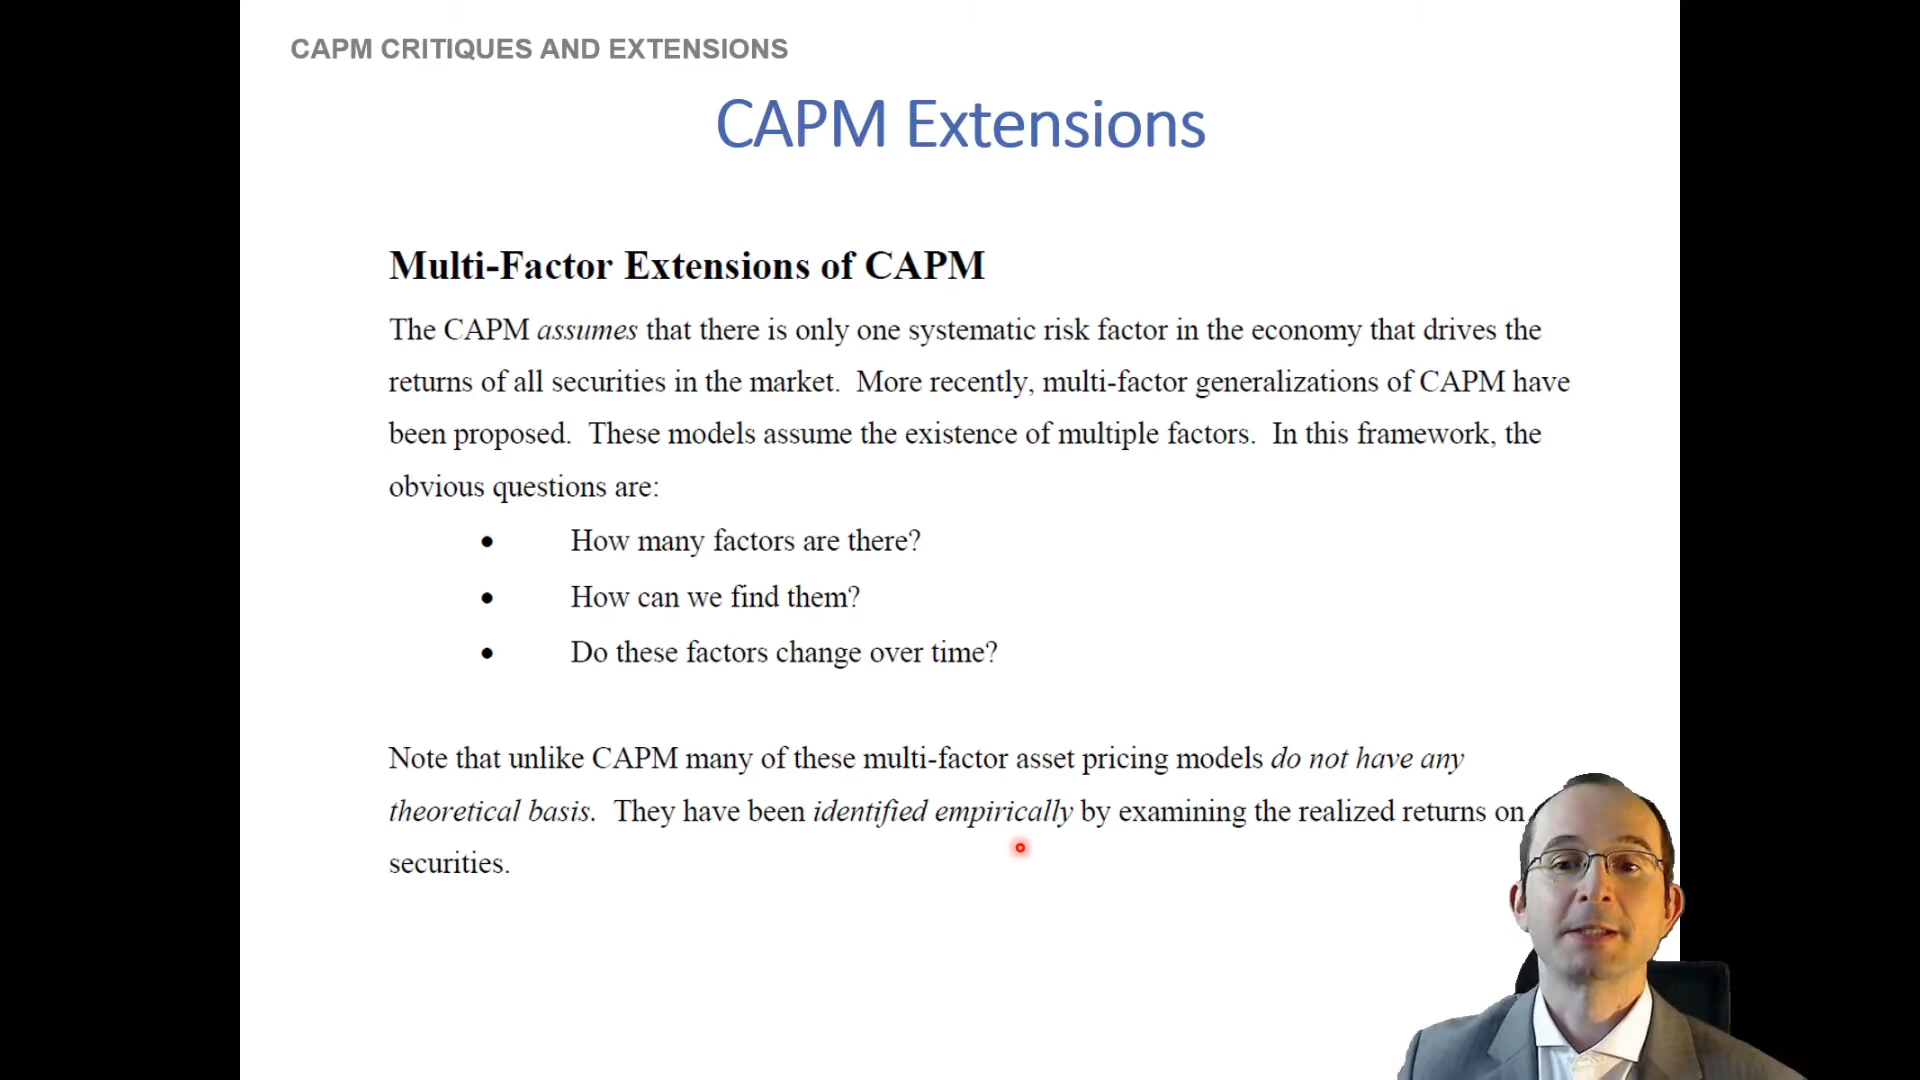 CAPM CRITIQUES AND EXTENSIONS
CAPM Extensions
Multi-Factor Extensions of CAPM
The CAPM assumes that there is only one systematic risk factor in the economy that drives the
returns of all securities in the market.  More recently, multi-factor generalizations of CAPM have
been proposed.  These models assume the existence of multiple factors.  In this framework, the
obvious questions are:
• How many factors are there?
• How can we find them?
• Do these factors change over time?
Note that unlike CAPM many of these multi-factor asset pricing models do not have any
theoretical basis.  They have been identified empirically by examining the realized returns on
securities.